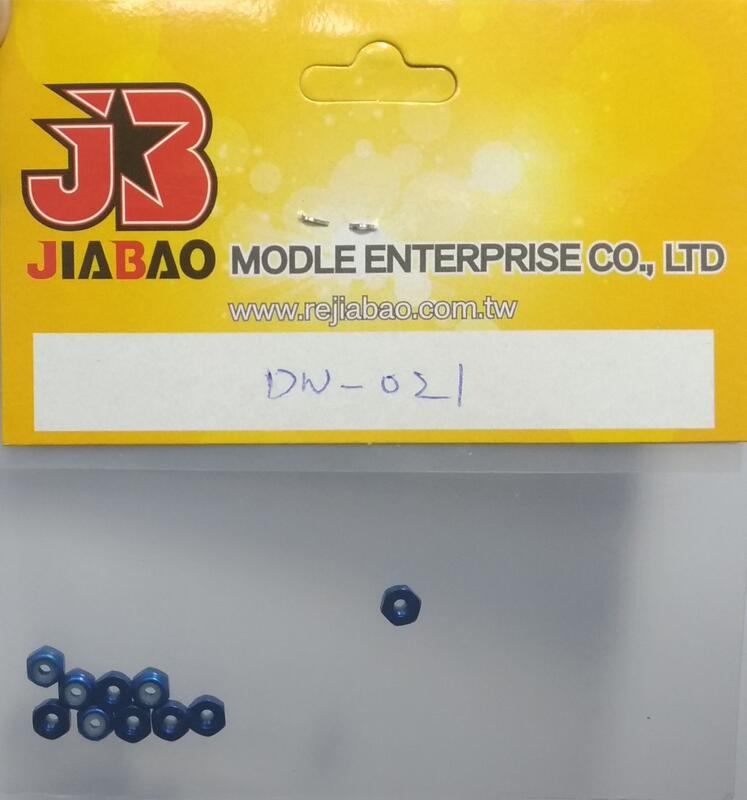 JB
JIABAO MODLE ENTERPRISE CO., LTD
www.rejiabao.com.tw
DW-021